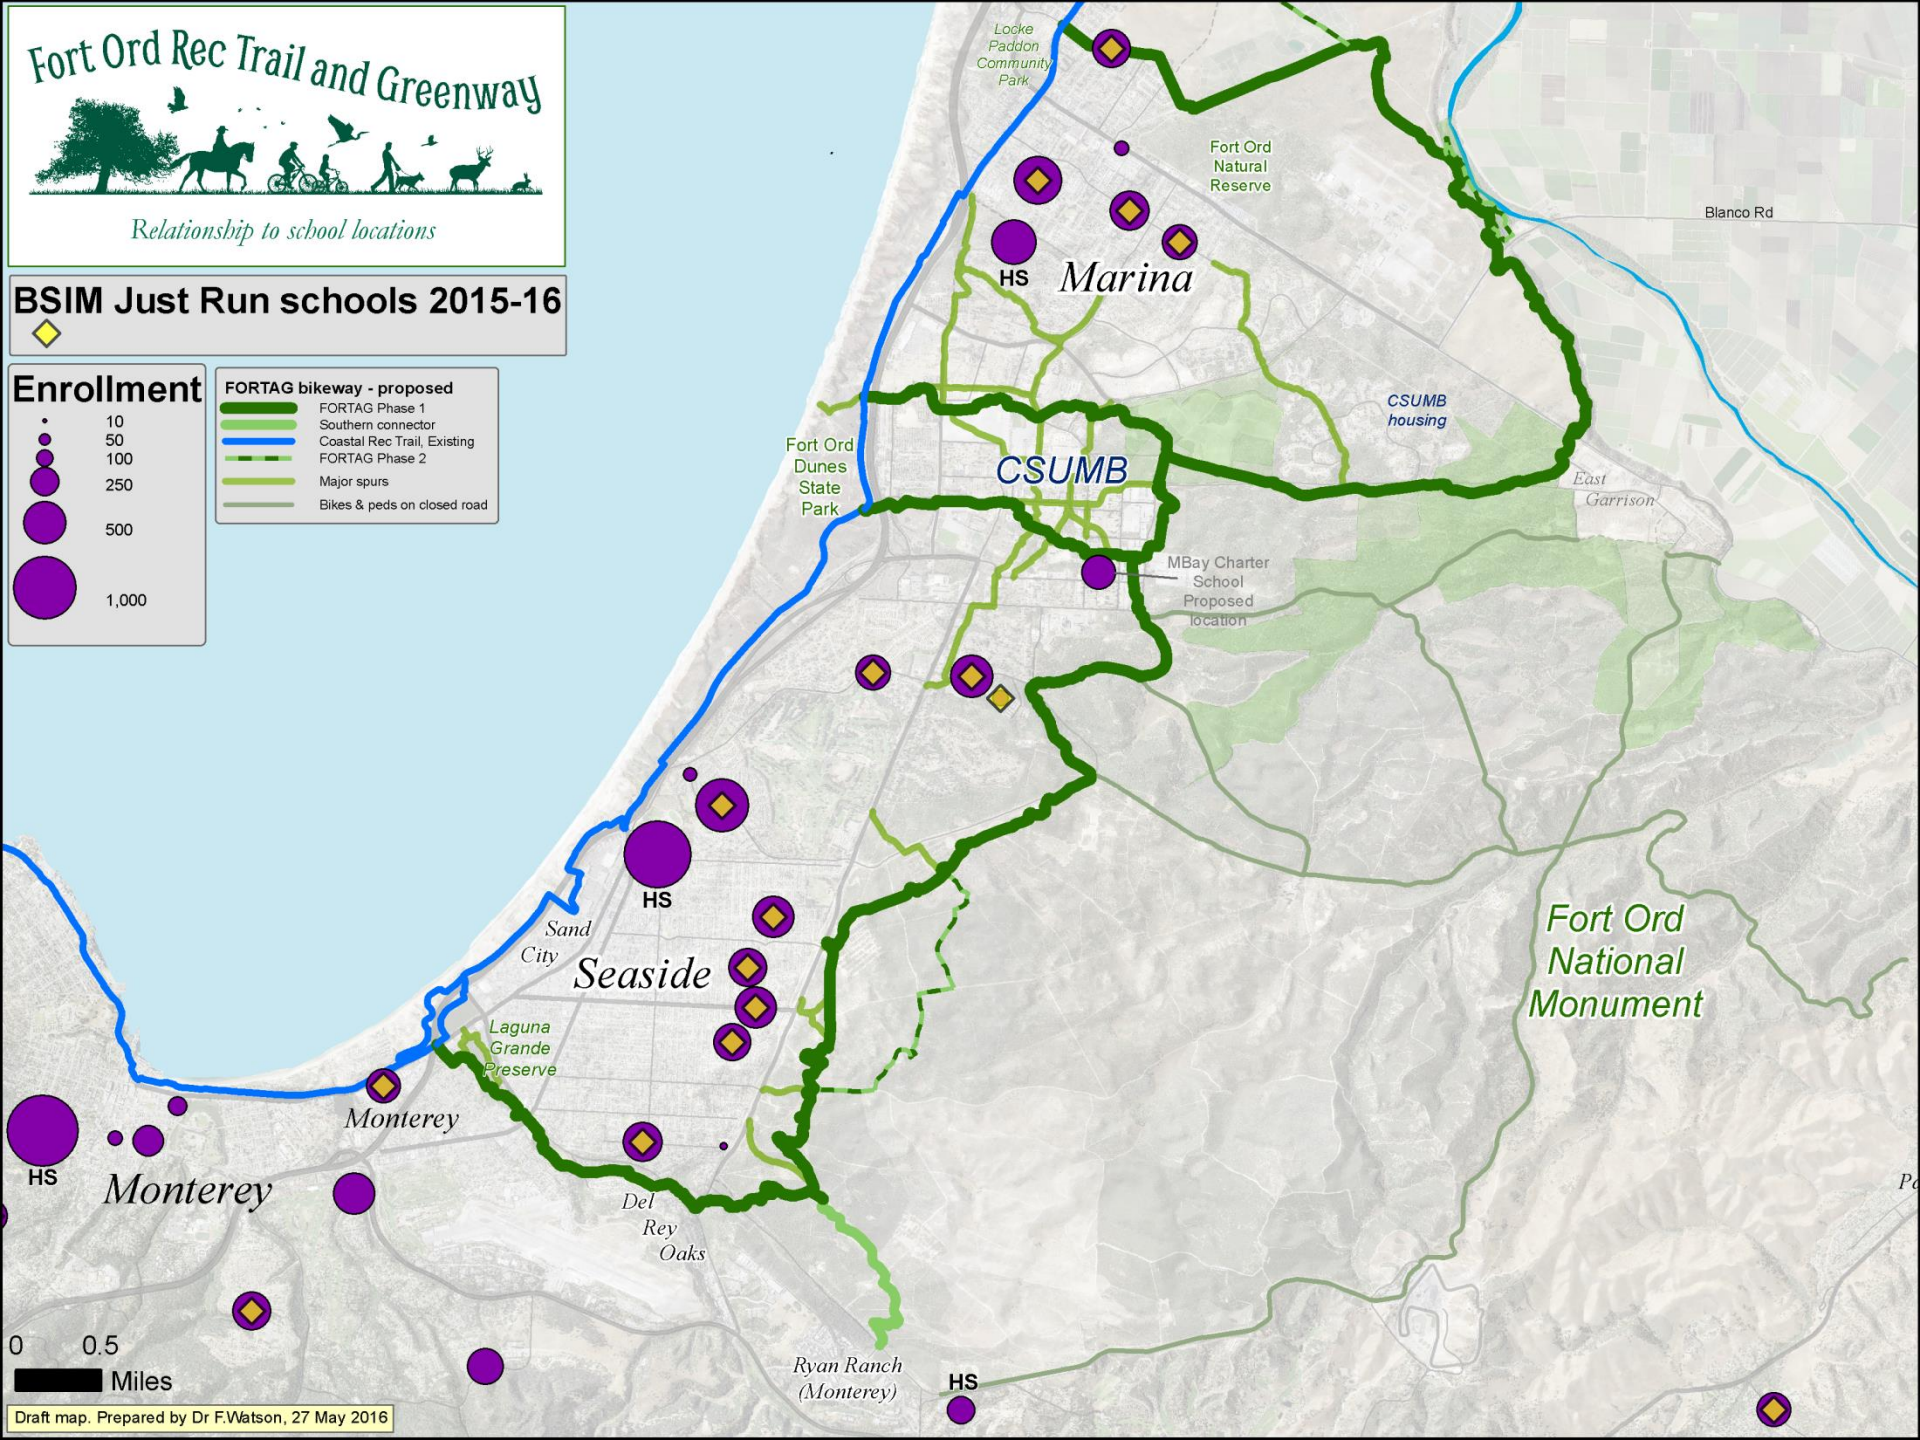 Fort Ord Rec Trail and Greenway
Relationship to school locations
BSIM Just Run schools 2015-16
Enrollment
10
50
100
250
500
1,000
FORTAG bikeway - proposed
FORTAG Phase 1
Southern connector
Coastal Rec Trail, Existing
FORTAG Phase 2
Major spurs
Bikes & peds on closed road
Locke
Paddon
Community
Park
Fort Ord
Natural
Reserve
Blanco Rd
HS
Marina
CSUMB
housing
Fort Ord
Dunes
State
Park
CSUMB
East
Garrison
MBay Charter
School
Proposed
location
HS
Sand
City
Seaside
Fort Ord
National
Monument
Laguna
Grande
Preserve
Monterey
HS
Monterey
Del
Rey
Oaks
Ryan Ranch
(Monterey)
HS
0 0.5
Miles
Draft map. Prepared by Dr F.Watson, 27 May 2016